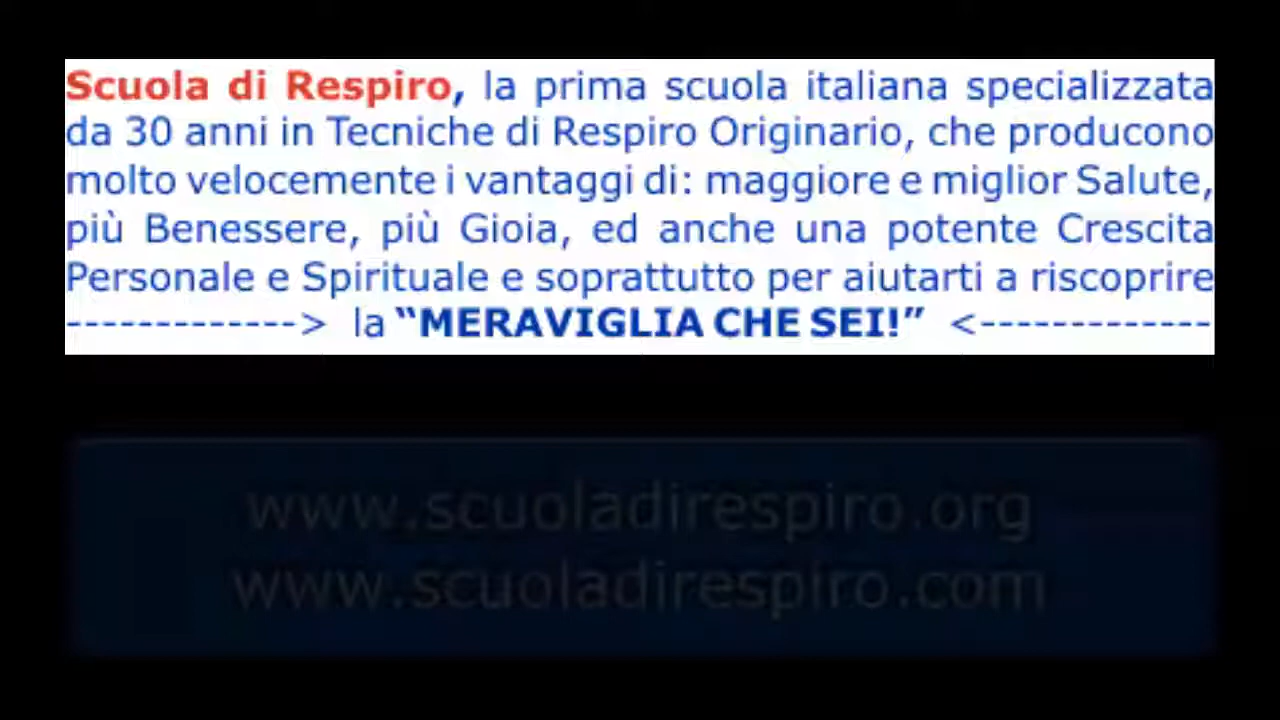 Scuola di Respiro, la prima scuola italiana specializzata
da 30 anni in Tecniche di Respiro Originario, che producono
molto velocemente i vantaggi di: maggiore e miglior Salute,
più Benessere, più Gioia, ed anche una potente Crescita
Personale e Spirituale e soprattutto per aiutarti a riscoprire
-------------> la “MERAVIGLIA CHE SEI!” <-------------
www.scuoladirespiro.org
www.scuoladirespiro.com